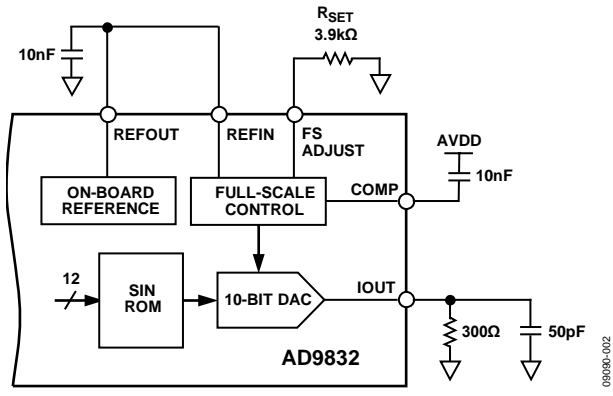 R_SET
3.9kΩ
10nF
REFOUT
REFIN
FS
ADJUST
AVDD
10nF
COMP
ON-BOARD
REFERENCE
FULL-SCALE
CONTROL
12
SIN
ROM
10-BIT DAC
IOUT
300Ω
50pF
AD9832
09090-002